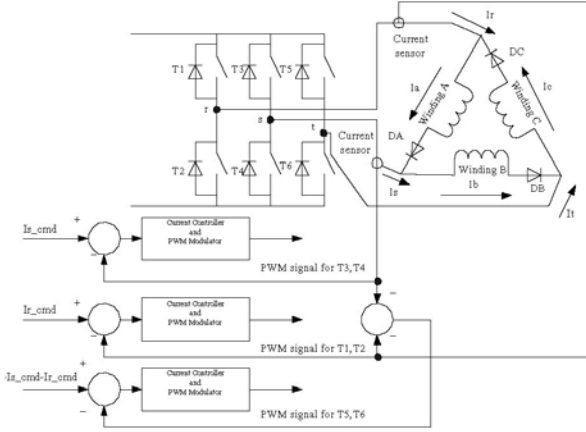 Ir
Current
sensor
DC
T1
T3
T5
Ia
Winding A
Winding C
Ic
r
s
t
Current
sensor
DA
T2
T4
T6
Winding B
DB
Is
Ib
It
Is_cmd
+
−
Current Controller
and
PWM Modulator
PWM signal for T3,T4
Ir_cmd
+
−
Current Controller
and
PWM Modulator
PWM signal for T1,T2
−
−
-Is_cmd-Ir_cmd
+
−
Current Controller
and
PWM Modulator
PWM signal for T5,T6